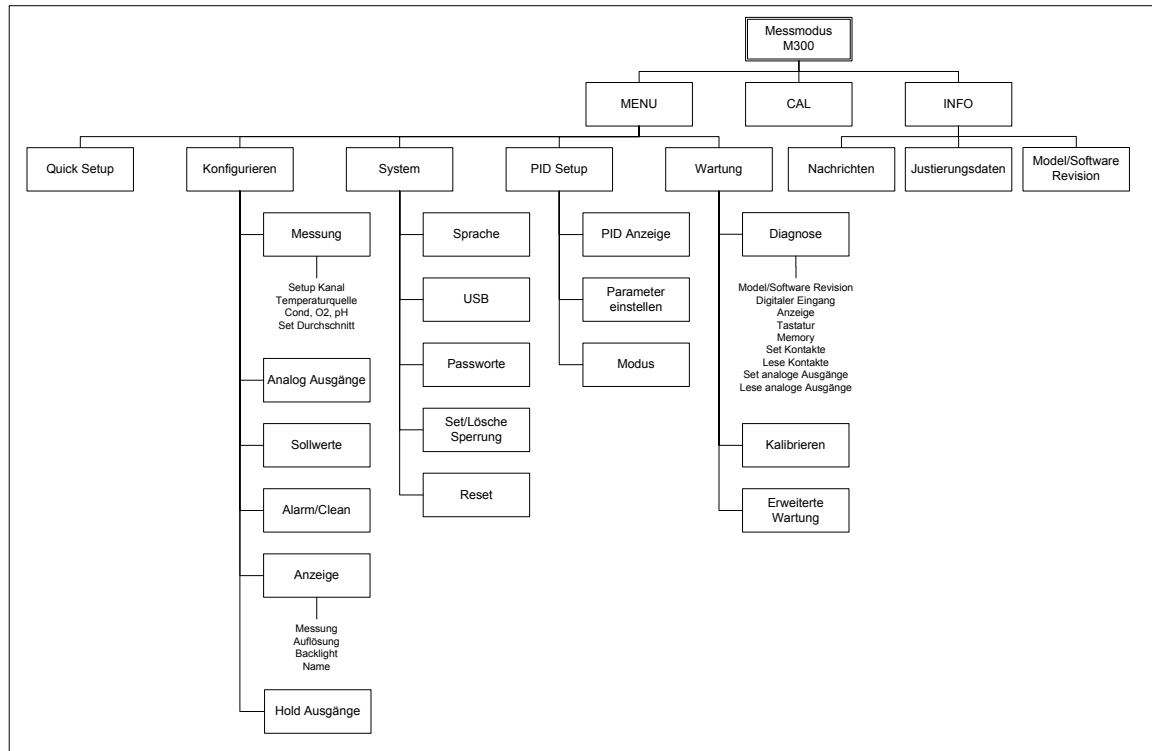 Messmodus
M300
MENU
CAL
INFO
Quick Setup
Konfigurieren
System
PID Setup
Wartung
Nachrichten
Justierungsdaten
Model/Software
Revision
Messung
Setup Kanal
Temperaturquelle
Cond, O2, pH
Set Durchschnitt
Analog Ausgänge
Sollwerte
Alarm/Clean
Anzeige
Messung
Auflösung
Backlight
Name
Hold Ausgänge
Sprache
USB
Passworte
Set/Lösche
Sperrung
Reset
PID Anzeige
Parameter
einstellen
Modus
Diagnose
Model/Software Revision
Digitaler Eingang
Anzeige
Tastatur
Memory
Set Kontakte
Lese Kontakte
Set analoge Ausgänge
Lese analoge Ausgänge
Kalibrieren
Erweiterte
Wartung